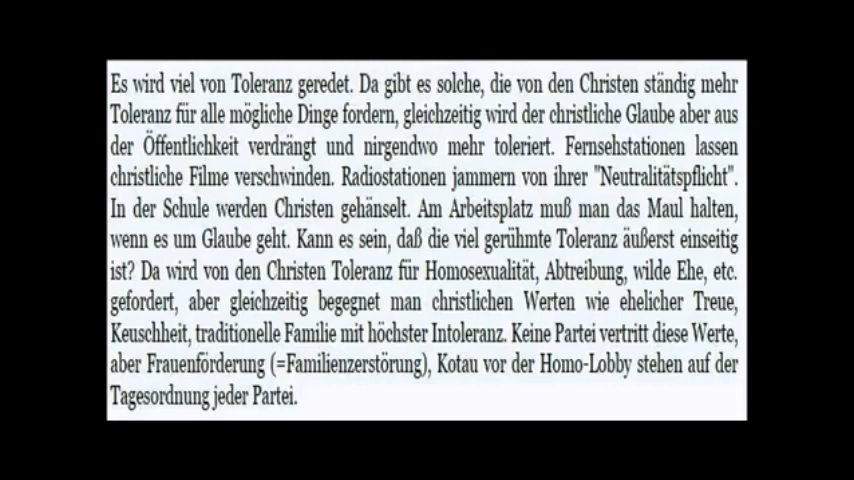 Es wird viel von Toleranz geredet. Da gibt es solche, die von den Christen ständig mehr
Toleranz für alle mögliche Dinge fordern, gleichzeitig wird der christliche Glaube aber aus
der Öffentlichkeit verdrängt und nirgendwo mehr toleriert. Fernsehstationen lassen
christliche Filme verschwinden. Radiostationen jammern von ihrer "Neutralitätspflicht".
In der Schule werden Christen gehänselt. Am Arbeitsplatz muß man das Maul halten,
wenn es um Glaube geht. Kann es sein, daß die viel gerühmte Toleranz äußerst einseitig
ist? Da wird von den Christen Toleranz für Homosexualität, Abtreibung, wilde Ehe, etc.
gefordert, aber gleichzeitig begegnet man christlichen Werten wie ehelicher Treue,
Keuschheit, traditionelle Familie mit höchster Intoleranz. Keine Partei vertritt diese Werte,
aber Frauenförderung (=Familienzerstörung), Kotau vor der Homo-Lobby stehen auf der
Tagesordnung jeder Partei.